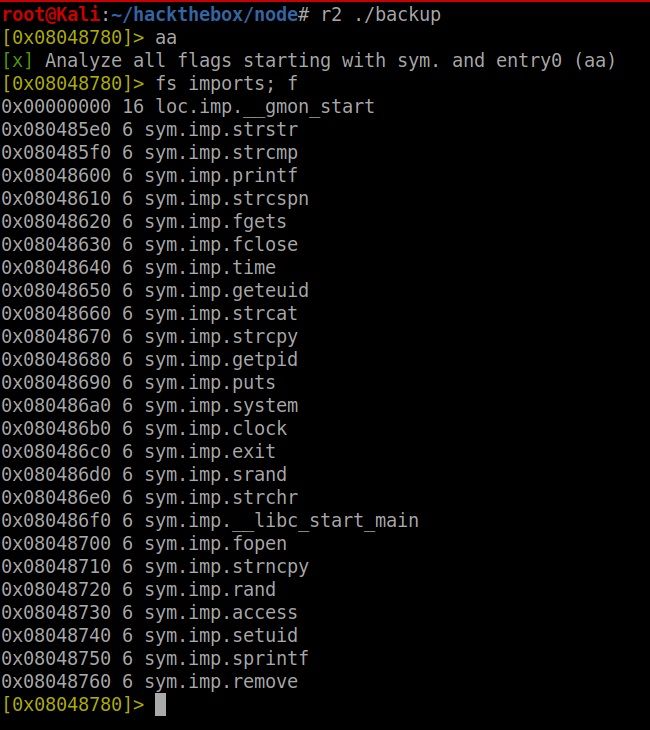 root@Kali:~/hackthebox/node# r2 ./backup
[0x08048780]> aa
[x] Analyze all flags starting with sym. and entry0 (aa)
[0x08048780]> fs imports; f
0x00000000 16 loc.imp.__gmon_start
0x080485e0 6 sym.imp.strstr
0x080485f0 6 sym.imp.strcmp
0x08048600 6 sym.imp.printf
0x08048610 6 sym.imp.strcspn
0x08048620 6 sym.imp.fgets
0x08048630 6 sym.imp.fclose
0x08048640 6 sym.imp.time
0x08048650 6 sym.imp.geteuid
0x08048660 6 sym.imp.strcat
0x08048670 6 sym.imp.strcpy
0x08048680 6 sym.imp.getpid
0x08048690 6 sym.imp.puts
0x080486a0 6 sym.imp.system
0x080486b0 6 sym.imp.clock
0x080486c0 6 sym.imp.exit
0x080486d0 6 sym.imp.srand
0x080486e0 6 sym.imp.strchr
0x080486f0 6 sym.imp.__libc_start_main
0x08048700 6 sym.imp.fopen
0x08048710 6 sym.imp.strncpy
0x08048720 6 sym.imp.rand
0x08048730 6 sym.imp.access
0x08048740 6 sym.imp.setuid
0x08048750 6 sym.imp.sprintf
0x08048760 6 sym.imp.remove
[0x08048780]>